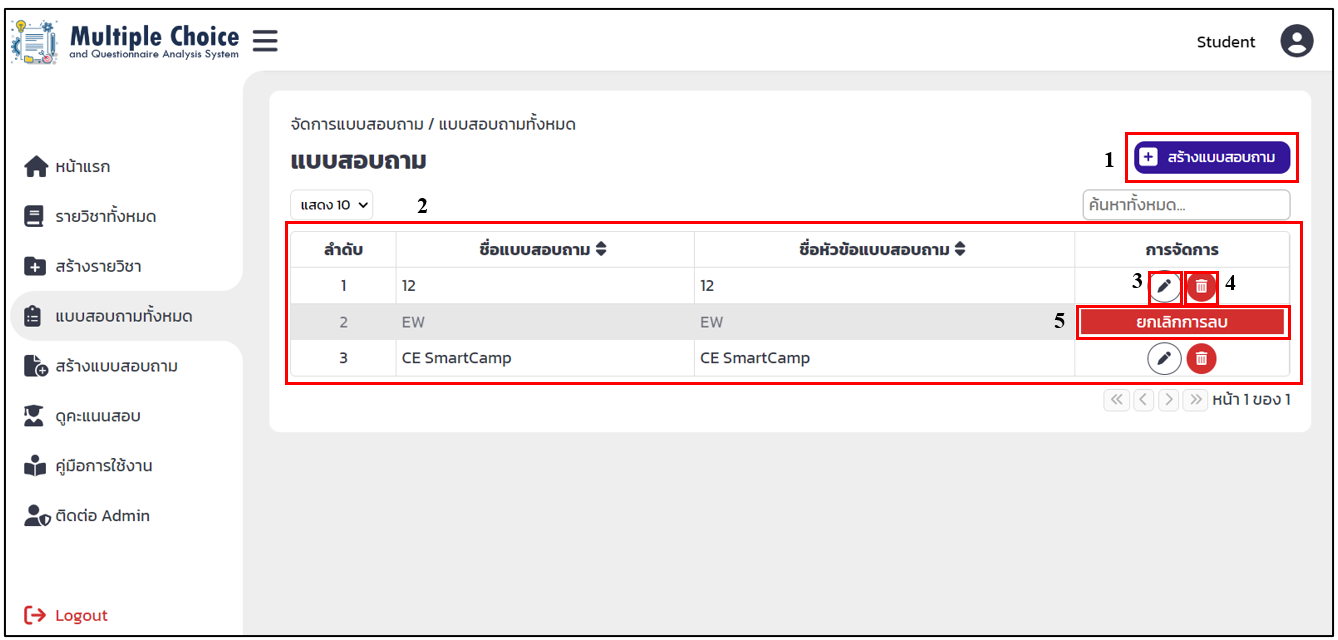 Multiple Choice
and Questionnaire Analysis System
Student
หน้าแรก
รายวิชาทั้งหมด
สร้างรายวิชา
แบบสอบถามทั้งหมด
สร้างแบบสอบถาม
ดูคะแนนสอบ
คู่มือการใช้งาน
ติดต่อ Admin
Logout
จัดการแบบสอบถาม / แบบสอบถามทั้งหมด
แบบสอบถาม
1 สร้างแบบสอบถาม
แสดง 10 2 ค้นหาทั้งหมด...
ลำดับ ชื่อแบบสอบถาม ชื่อหัวข้อแบบสอบถาม การจัดการ
1 12 12 3 4
2 EW EW 5 ยกเลิกการลบ
3 CE SmartCamp CE SmartCamp
หน้า 1 ของ 1